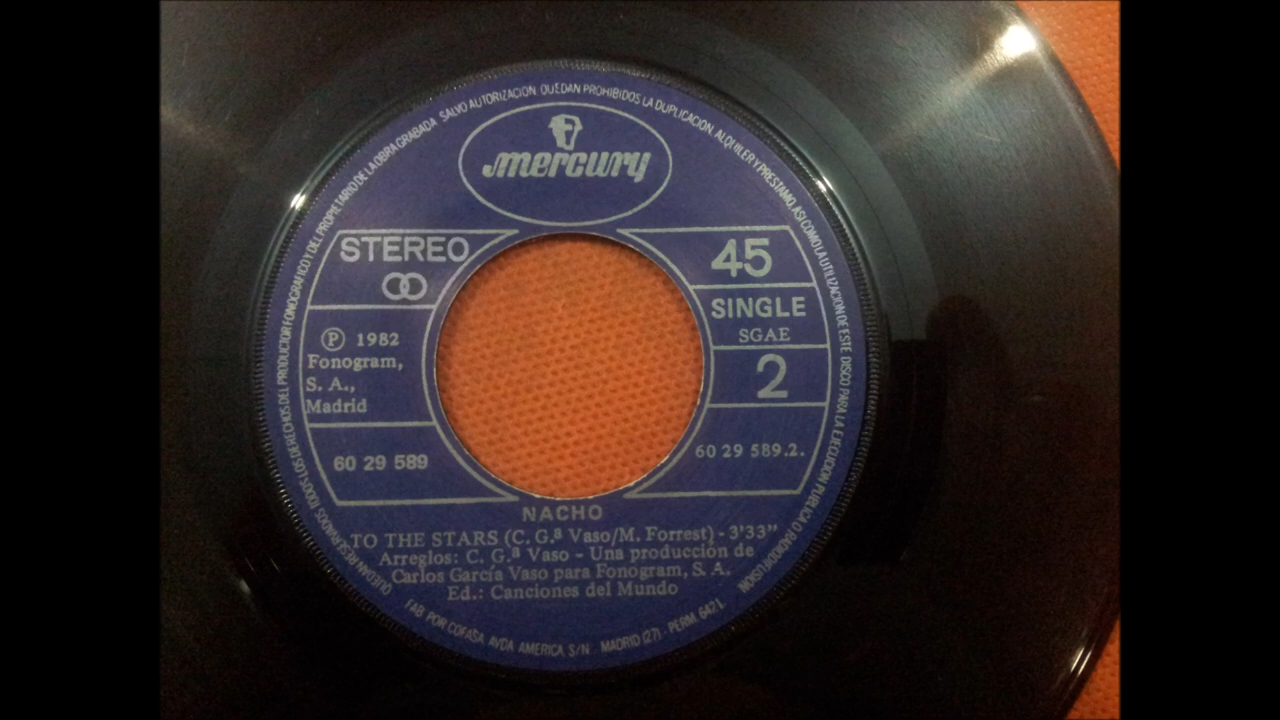 QUEDAN RESERVADOS TODOS LOS DERECHOS DEL PRODUCTOR FONOGRAFICO Y DEL PROPIETARIO DE LA OBRA GRABADA. SALVO AUTORIZACION QUEDAN PROHIBIDOS LA DUPLICACION, ALQUILER Y PRESTAMO, ASI COMO LA UTILIZACION DE ESTE DISCO PARA LA EJECUCION PUBLICA O RADIODIFUSION
mercury
STEREO
℗ 1982
Fonogram,
S. A.,
Madrid
60 29 589
45
SINGLE
SGAE
2
60 29 589.2.
NACHO
TO THE STARS (C. G.ª Vaso/M. Forrest) - 3'33"
Arreglos: C. G.ª Vaso - Una producción de
Carlos García Vaso para Fonogram, S. A.
Ed.: Canciones del Mundo
FAB. POR COFASA. AVDA AMERICA, S/N. MADRID (27) - PERM. 6421.